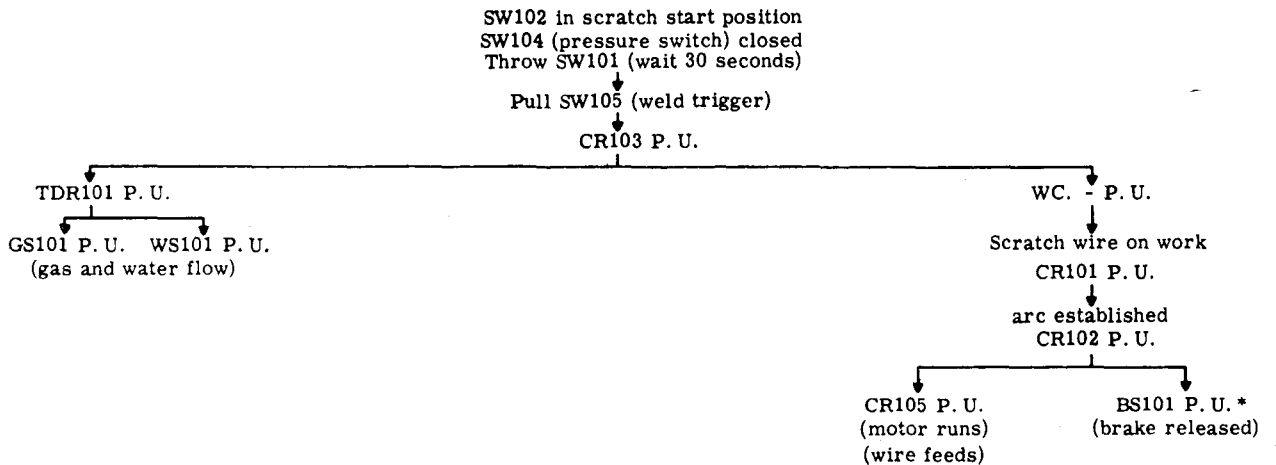 SW102 in scratch start position
SW104 (pressure switch) closed
Throw SW101 (wait 30 seconds)
Pull SW105 (weld trigger)
CR103 P. U.
TDR101 P. U.
GS101 P. U. WS101 P. U.
(gas and water flow)
WC. - P. U.
Scratch wire on work
CR101 P. U.
arc established
CR102 P. U.
CR105 P. U.
(motor runs)
(wire feeds)
BS101 P. U. *
(brake released)